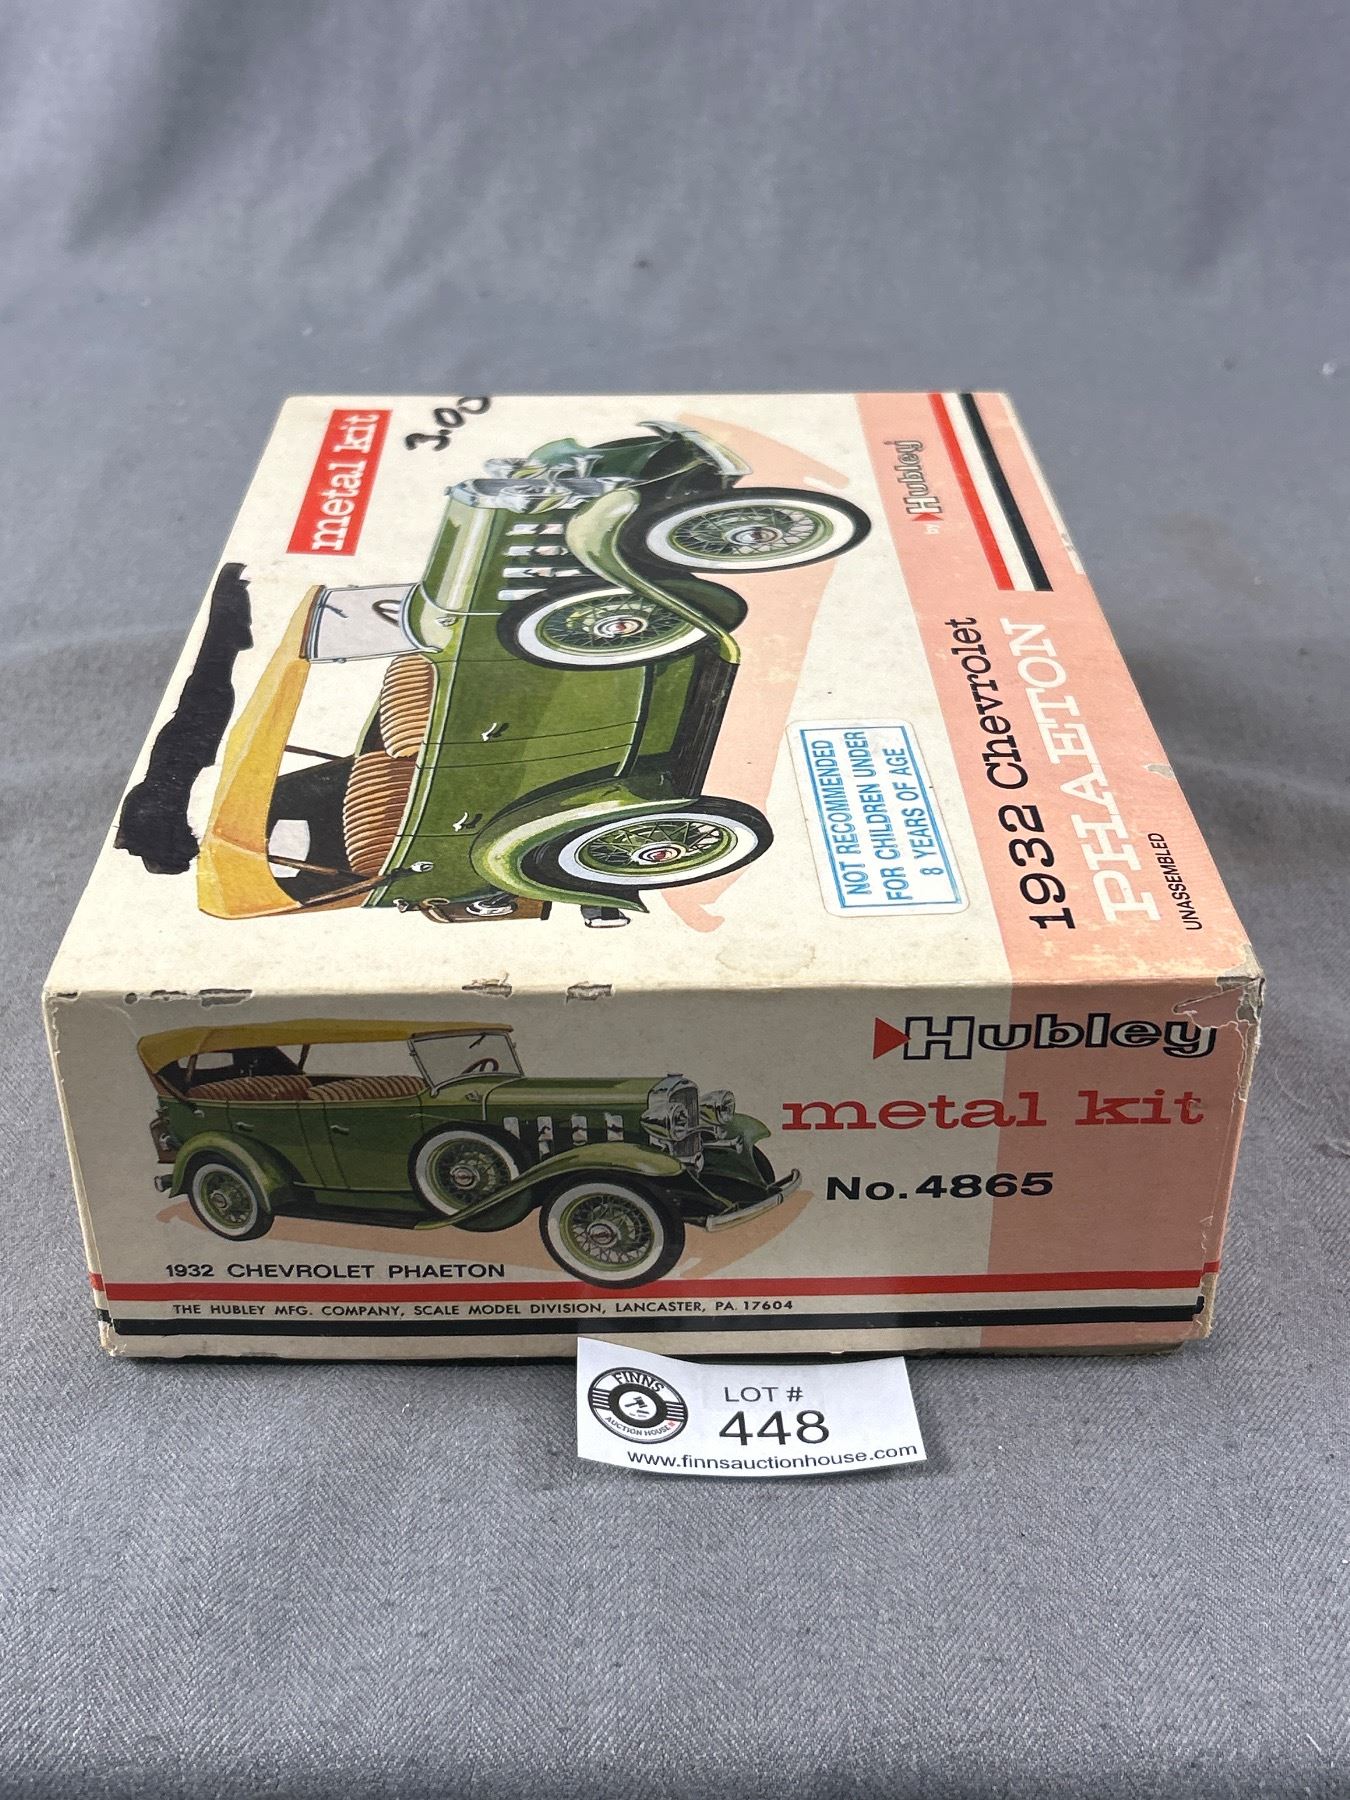 metal kit
3.00
by Hubley
1932 Chevrolet
PHAETON
UNASSEMBLED
NOT RECOMMENDED
FOR CHILDREN UNDER
8 YEARS OF AGE
Hubley
metal kit
No. 4865
1932 CHEVROLET PHAETON
THE HUBLEY MFG. COMPANY, SCALE MODEL DIVISION, LANCASTER, PA. 17604
FINNS
AUCTION HOUSE
LOT #
448
www.finnsauctionhouse.com